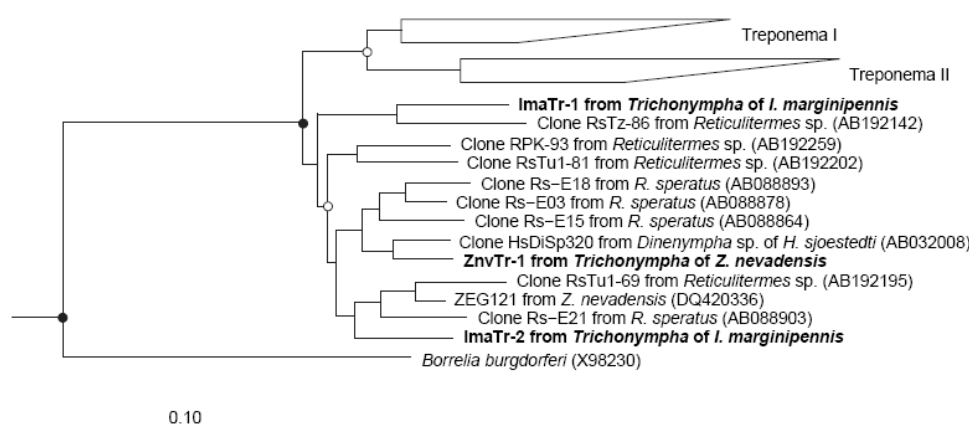 Treponema I
Treponema II
ImaTr-1 from Trichonympha of I. marginipennis
Clone RsTz-86 from Reticulitermes sp. (AB192142)
Clone RPK-93 from Reticulitermes sp. (AB192259)
Clone RsTu1-81 from Reticulitermes sp. (AB192202)
Clone Rs−E18 from R. speratus (AB088893)
Clone Rs−E03 from R. speratus (AB088878)
Clone Rs−E15 from R. speratus (AB088864)
Clone HsDiSp320 from Dinenympha sp. of H. sjoestedti (AB032008)
ZnvTr-1 from Trichonympha of Z. nevadensis
Clone RsTu1-69 from Reticulitermes sp. (AB192195)
ZEG121 from Z. nevadensis (DQ420336)
Clone Rs−E21 from R. speratus (AB088903)
ImaTr-2 from Trichonympha of I. marginipennis
Borrelia burgdorferi (X98230)
0.10